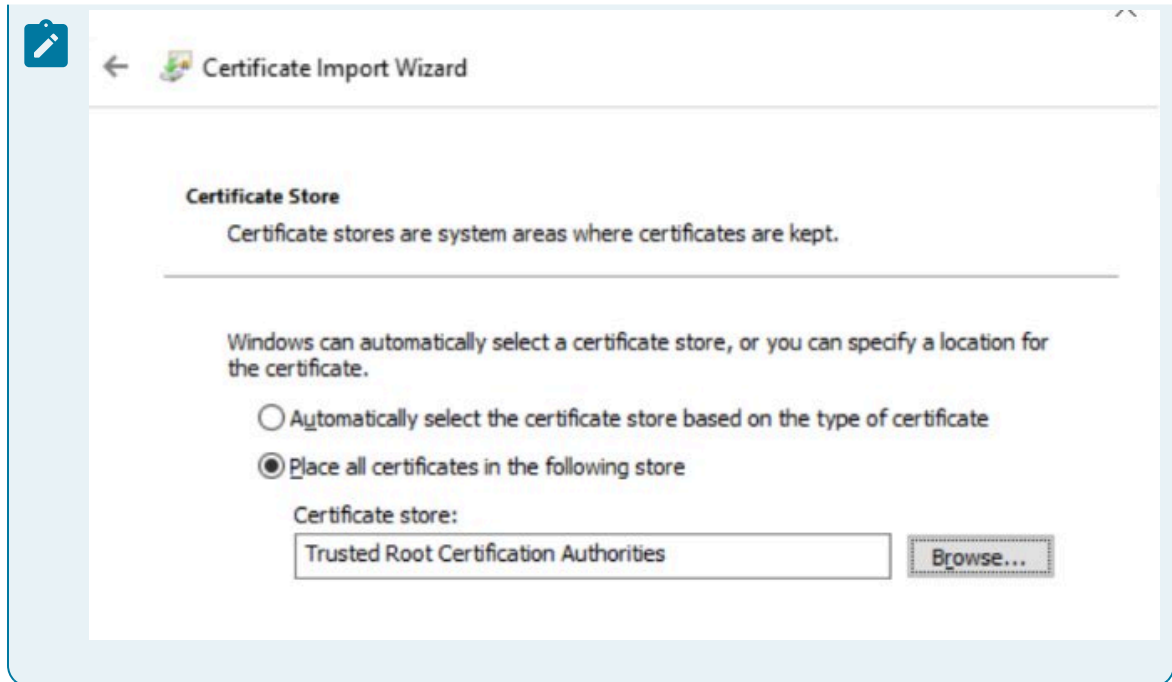 Certificate Import Wizard
Certificate Store
Certificate stores are system areas where certificates are kept.
Windows can automatically select a certificate store, or you can specify a location for
the certificate.
Automatically select the certificate store based on the type of certificate
Place all certificates in the following store
Certificate store:
Trusted Root Certification Authorities
Browse...